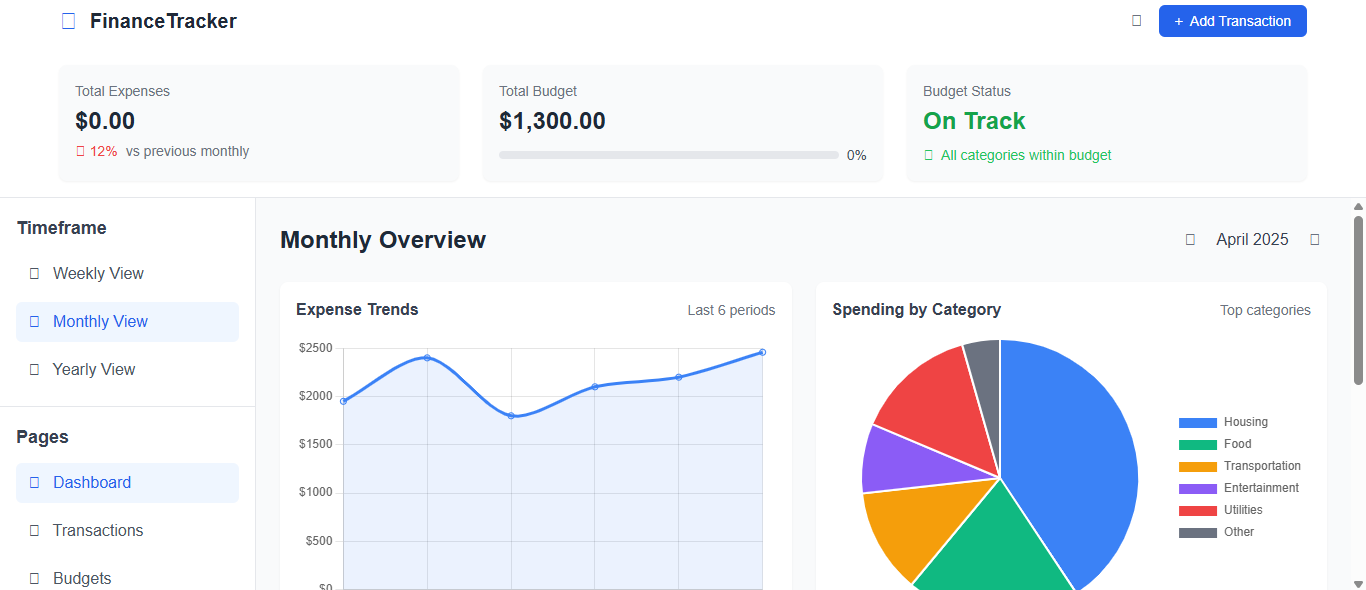 FinanceTracker
+ Add Transaction
Total Expenses
$0.00
12% vs previous monthly
Total Budget
$1,300.00
0%
Budget Status
On Track
All categories within budget
Timeframe
Weekly View
Monthly View
Yearly View
Pages
Dashboard
Transactions
Budgets
Monthly Overview
April 2025
Expense Trends
Last 6 periods
$2500
$2000
$1500
$1000
$500
$0
Spending by Category
Top categories
Housing
Food
Transportation
Entertainment
Utilities
Other